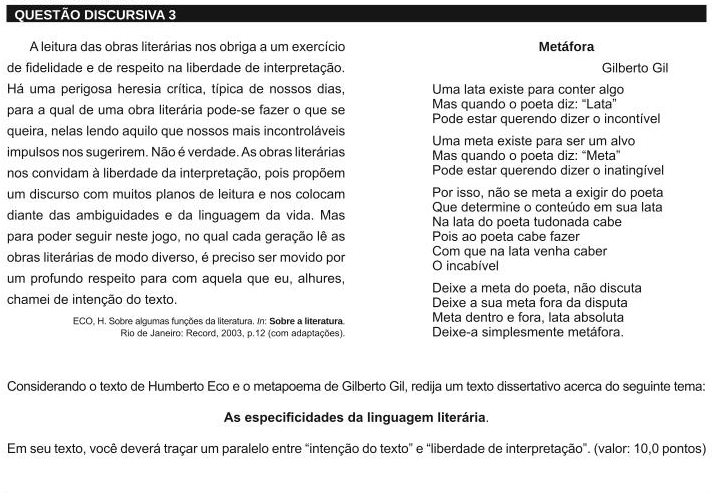 QUESTÃO DISCURSIVA 3
A leitura das obras literárias nos obriga a um exercício
de fidelidade e de respeito na liberdade de interpretação.
Há uma perigosa heresia crítica, típica de nossos dias,
para a qual de uma obra literária pode-se fazer o que se
queira, nelas lendo aquilo que nossos mais incontroláveis
impulsos nos sugerirem. Não é verdade. As obras literárias
nos convidam à liberdade da interpretação, pois propõem
um discurso com muitos planos de leitura e nos colocam
diante das ambiguidades e da linguagem da vida. Mas
para poder seguir neste jogo, no qual cada geração lê as
obras literárias de modo diverso, é preciso ser movido por
um profundo respeito para com aquela que eu, alhures,
chamei de intenção do texto.
ECO, H. Sobre algumas funções da literatura. In: Sobre a literatura.
Rio de Janeiro: Record, 2003, p.12 (com adaptações).
Metáfora
Gilberto Gil
Uma lata existe para conter algo
Mas quando o poeta diz: “Lata”
Pode estar querendo dizer o incontível
Uma meta existe para ser um alvo
Mas quando o poeta diz: “Meta”
Pode estar querendo dizer o inatingível
Por isso, não se meta a exigir do poeta
Que determine o conteúdo em sua lata
Na lata do poeta tudonada cabe
Pois ao poeta cabe fazer
Com que na lata venha caber
O incabível
Deixe a meta do poeta, não discuta
Deixe a sua meta fora da disputa
Meta dentro e fora, lata absoluta
Deixe-a simplesmente metáfora.
Considerando o texto de Humberto Eco e o metapoema de Gilberto Gil, redija um texto dissertativo acerca do seguinte tema:
As especificidades da linguagem literária.
Em seu texto, você deverá traçar um paralelo entre “intenção do texto” e “liberdade de interpretação”. (valor: 10,0 pontos)